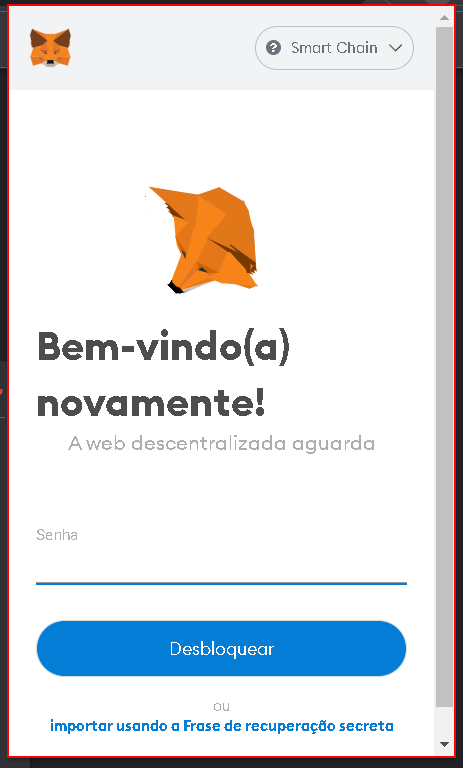 Smart Chain
Bem-vindo(a)
novamente!
A web descentralizada aguarda
Senha
Desbloquear
ou
importar usando a Frase de recuperação secreta